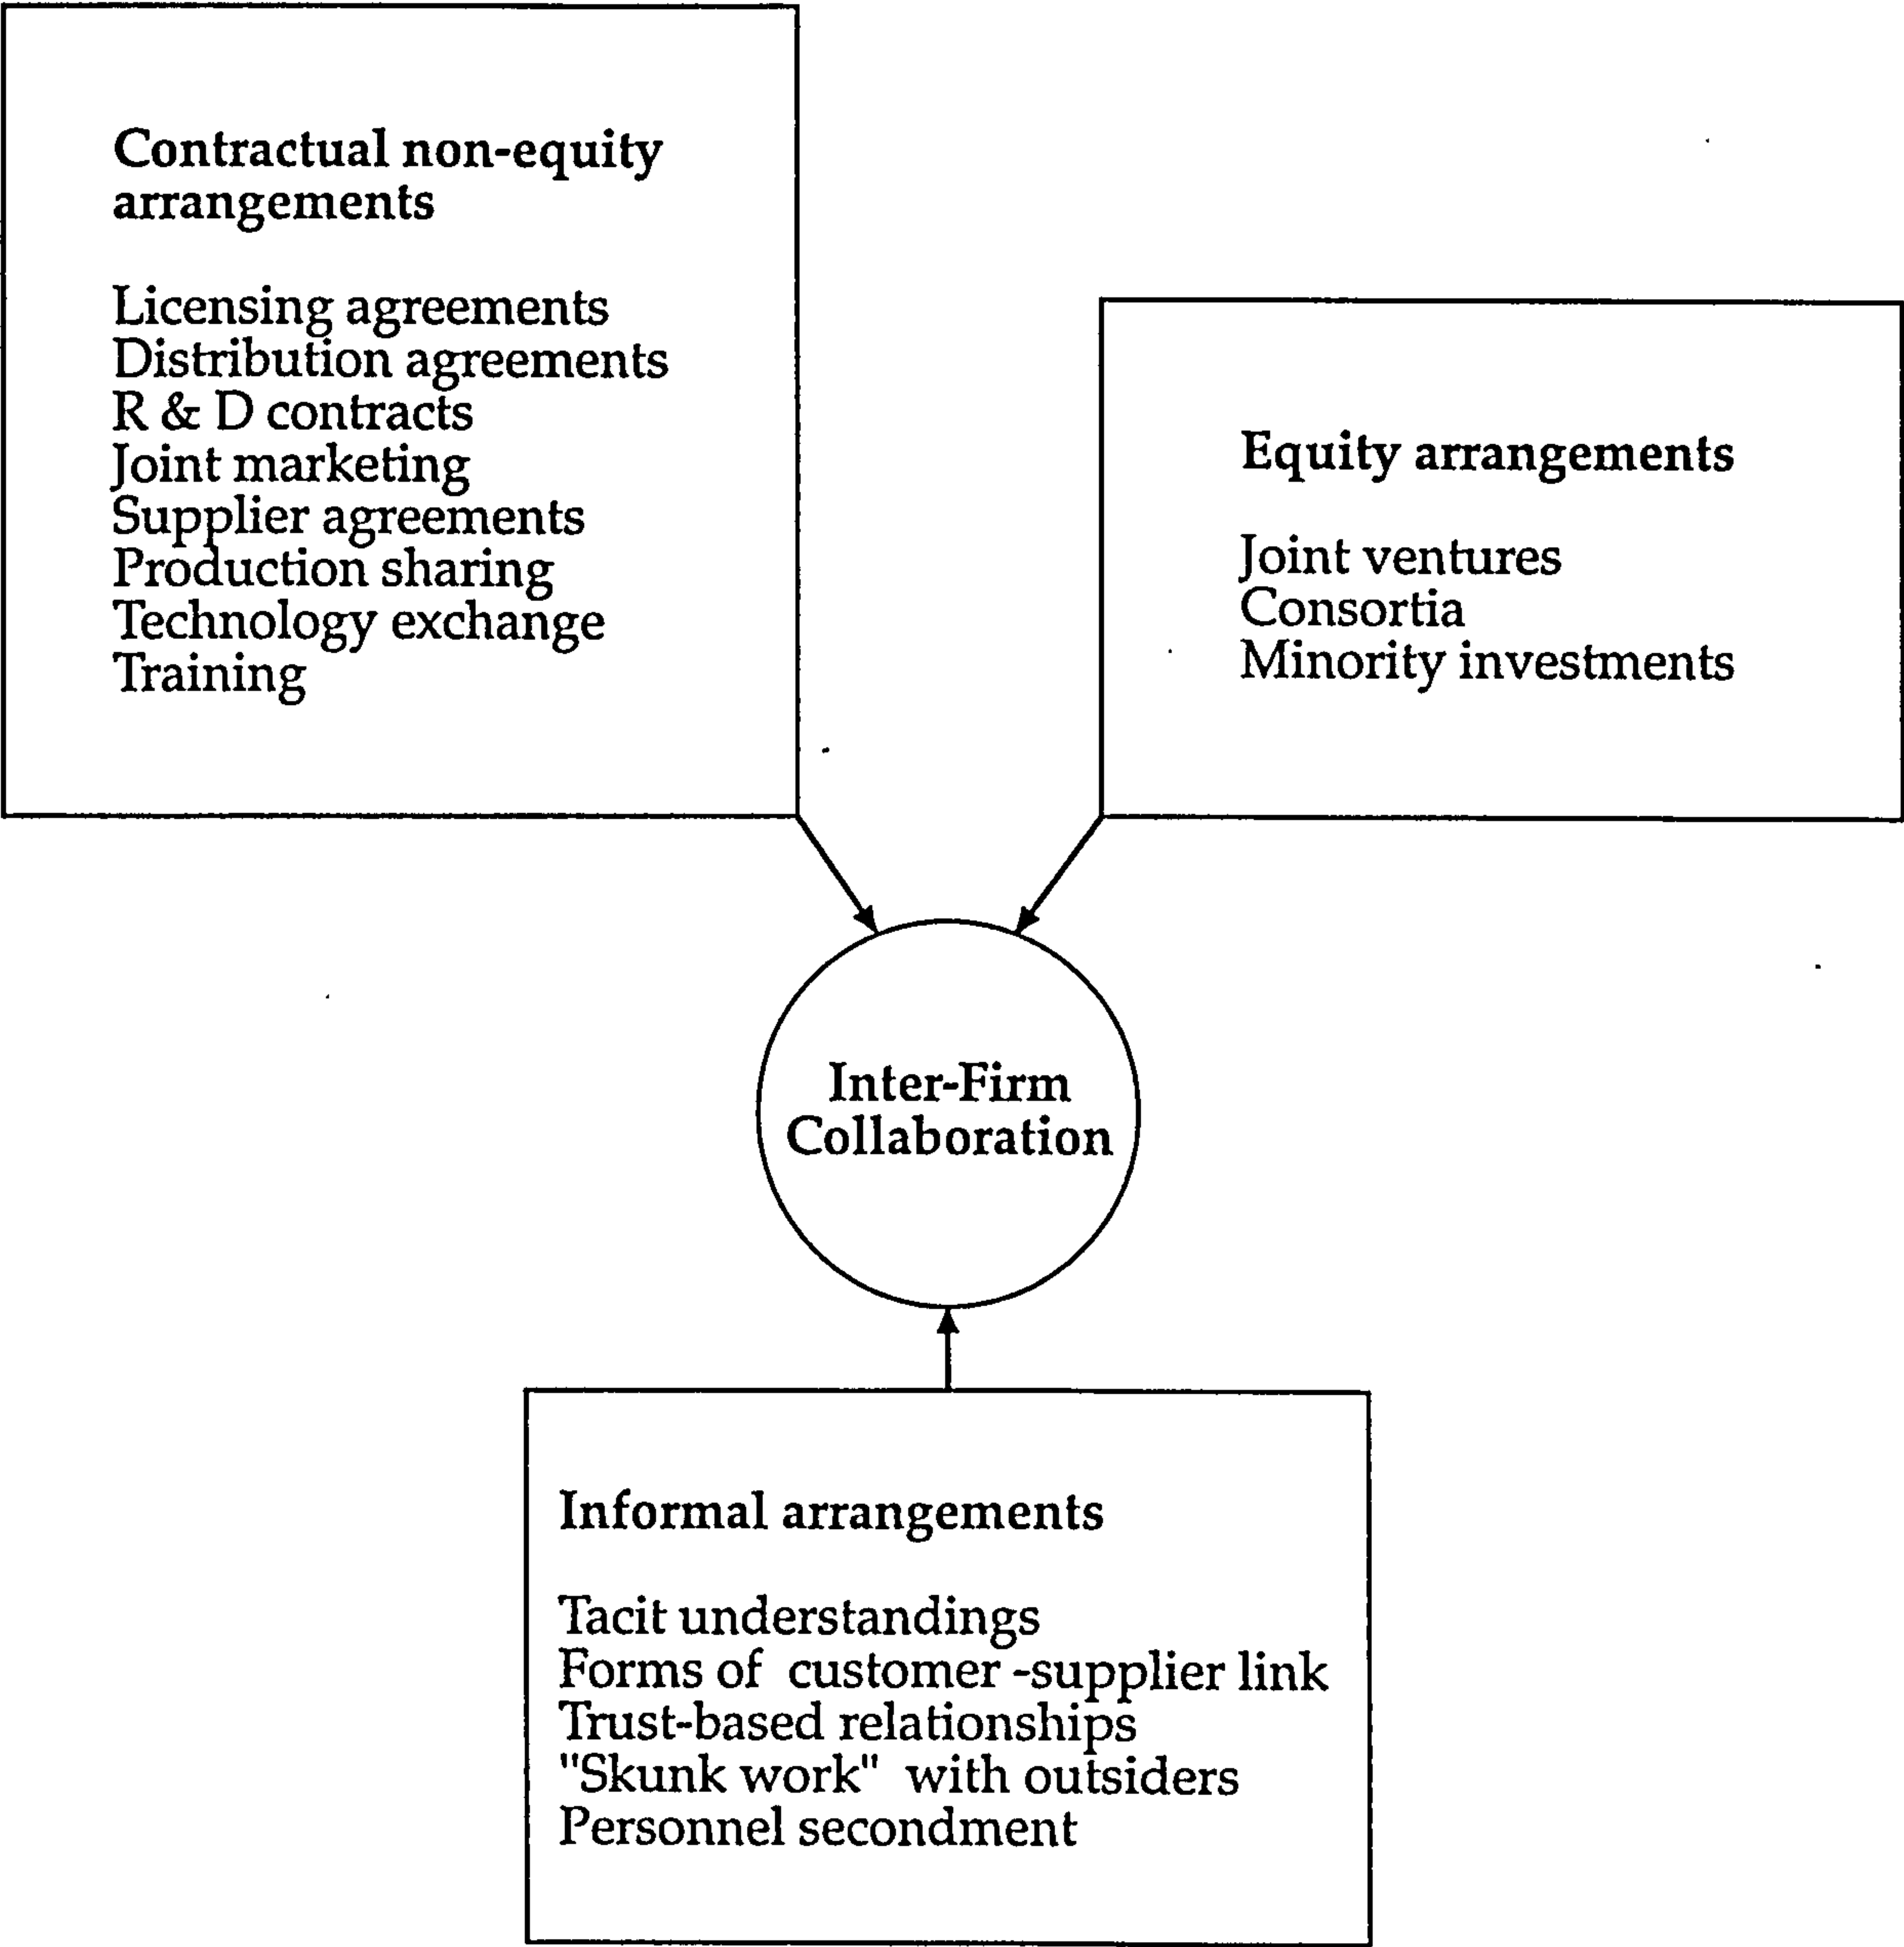 Contractual non-equity
arrangements
Licensing agreements
Distribution agreements
R & D contracts
Joint marketing
Supplier agreements
Production sharing
Technology exchange
Training
Equity arrangements
Joint ventures
Consortia
Minority investments
Inter-Firm
Collaboration
Informal arrangements
Tacit understandings
Forms of customer -supplier link
Trust-based relationships
"Skunk work" with outsiders
Personnel secondment